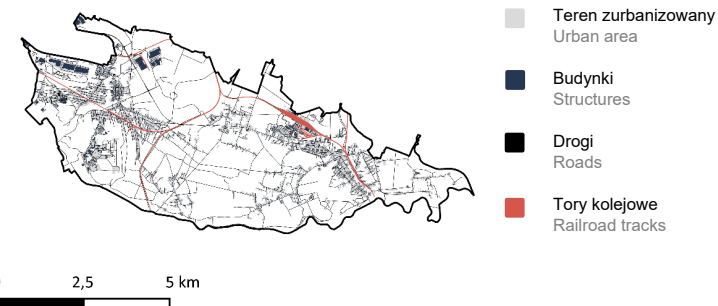 Teren zurbanizowany
Urban area
Budynki
Structures
Drogi
Roads
Tory kolejowe
Railroad tracks
2,5 5 km